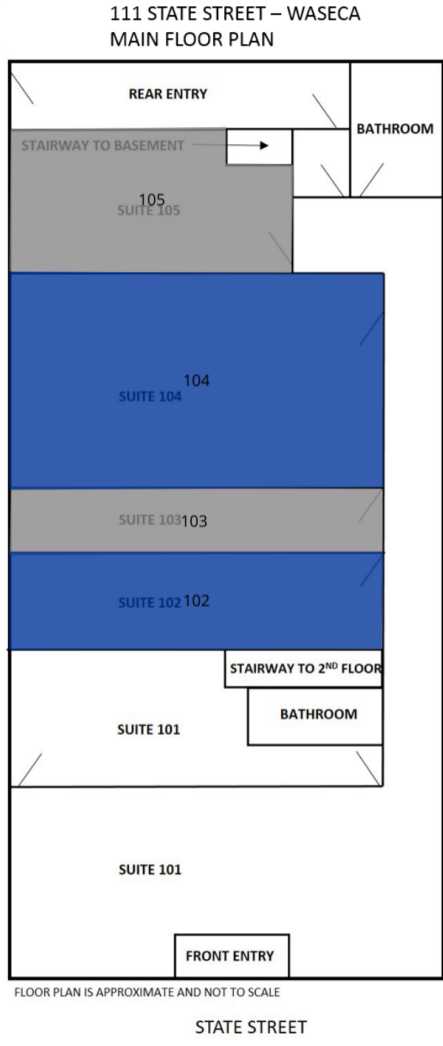 111 STATE STREET – WASECA
MAIN FLOOR PLAN
REAR ENTRY
BATHROOM
STAIRWAY TO BASEMENT
105
SUITE 105
104
SUITE 104
SUITE 103
103
SUITE 102
102
STAIRWAY TO 2ND FLOOR
BATHROOM
SUITE 101
SUITE 101
FRONT ENTRY
FLOOR PLAN IS APPROXIMATE AND NOT TO SCALE
STATE STREET